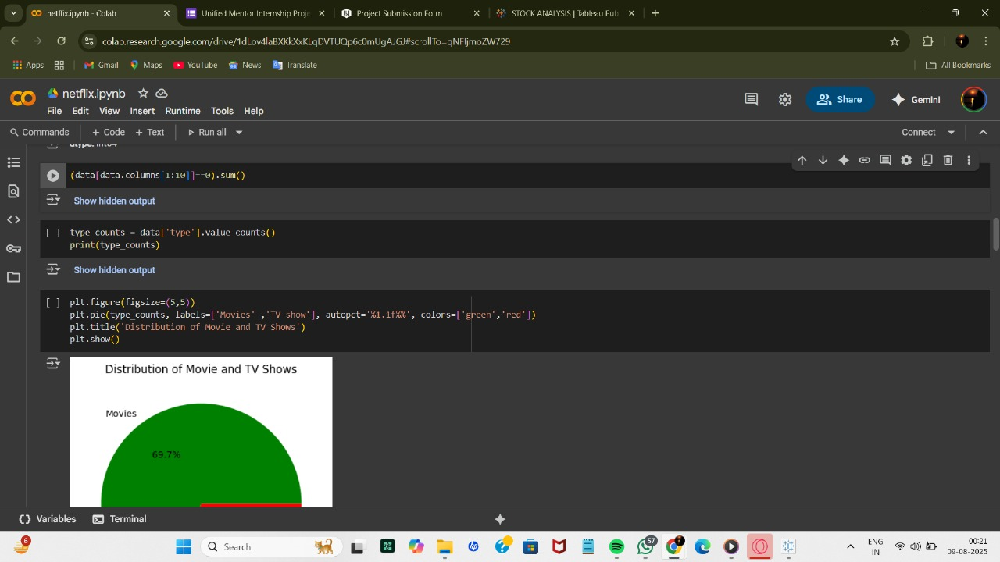 netflix.ipynb - Colab
Unified Mentor Internship Proje
Project Submission Form
STOCK ANALYSIS | Tableau Publ
colab.research.google.com/drive/1dLov4laBXKkXxKLqDVTUQp6c0mUgAJGJ#scrollTo=qNFIjmoZW729
Apps
Gmail
Maps
YouTube
News
Translate
All Bookmarks
netflix.ipynb
Share
Gemini
File Edit View Insert Runtime Tools Help
Commands + Code + Text Run all
Connect
(data[data.columns[1:10]]==0).sum()
Show hidden output
[ ] type_counts = data['type'].value_counts()
print(type_counts)
Show hidden output
[ ] plt.figure(figsize=(5,5))
plt.pie(type_counts, labels=['Movies' ,'TV show'], autopct='%1.1f%%', colors=['green','red'])
plt.title('Distribution of Movie and TV Shows')
plt.show()
Distribution of Movie and TV Shows
Movies
69.7%
{} Variables
Terminal
6
Search
57
ENG
IN
00:21
09-08-2025